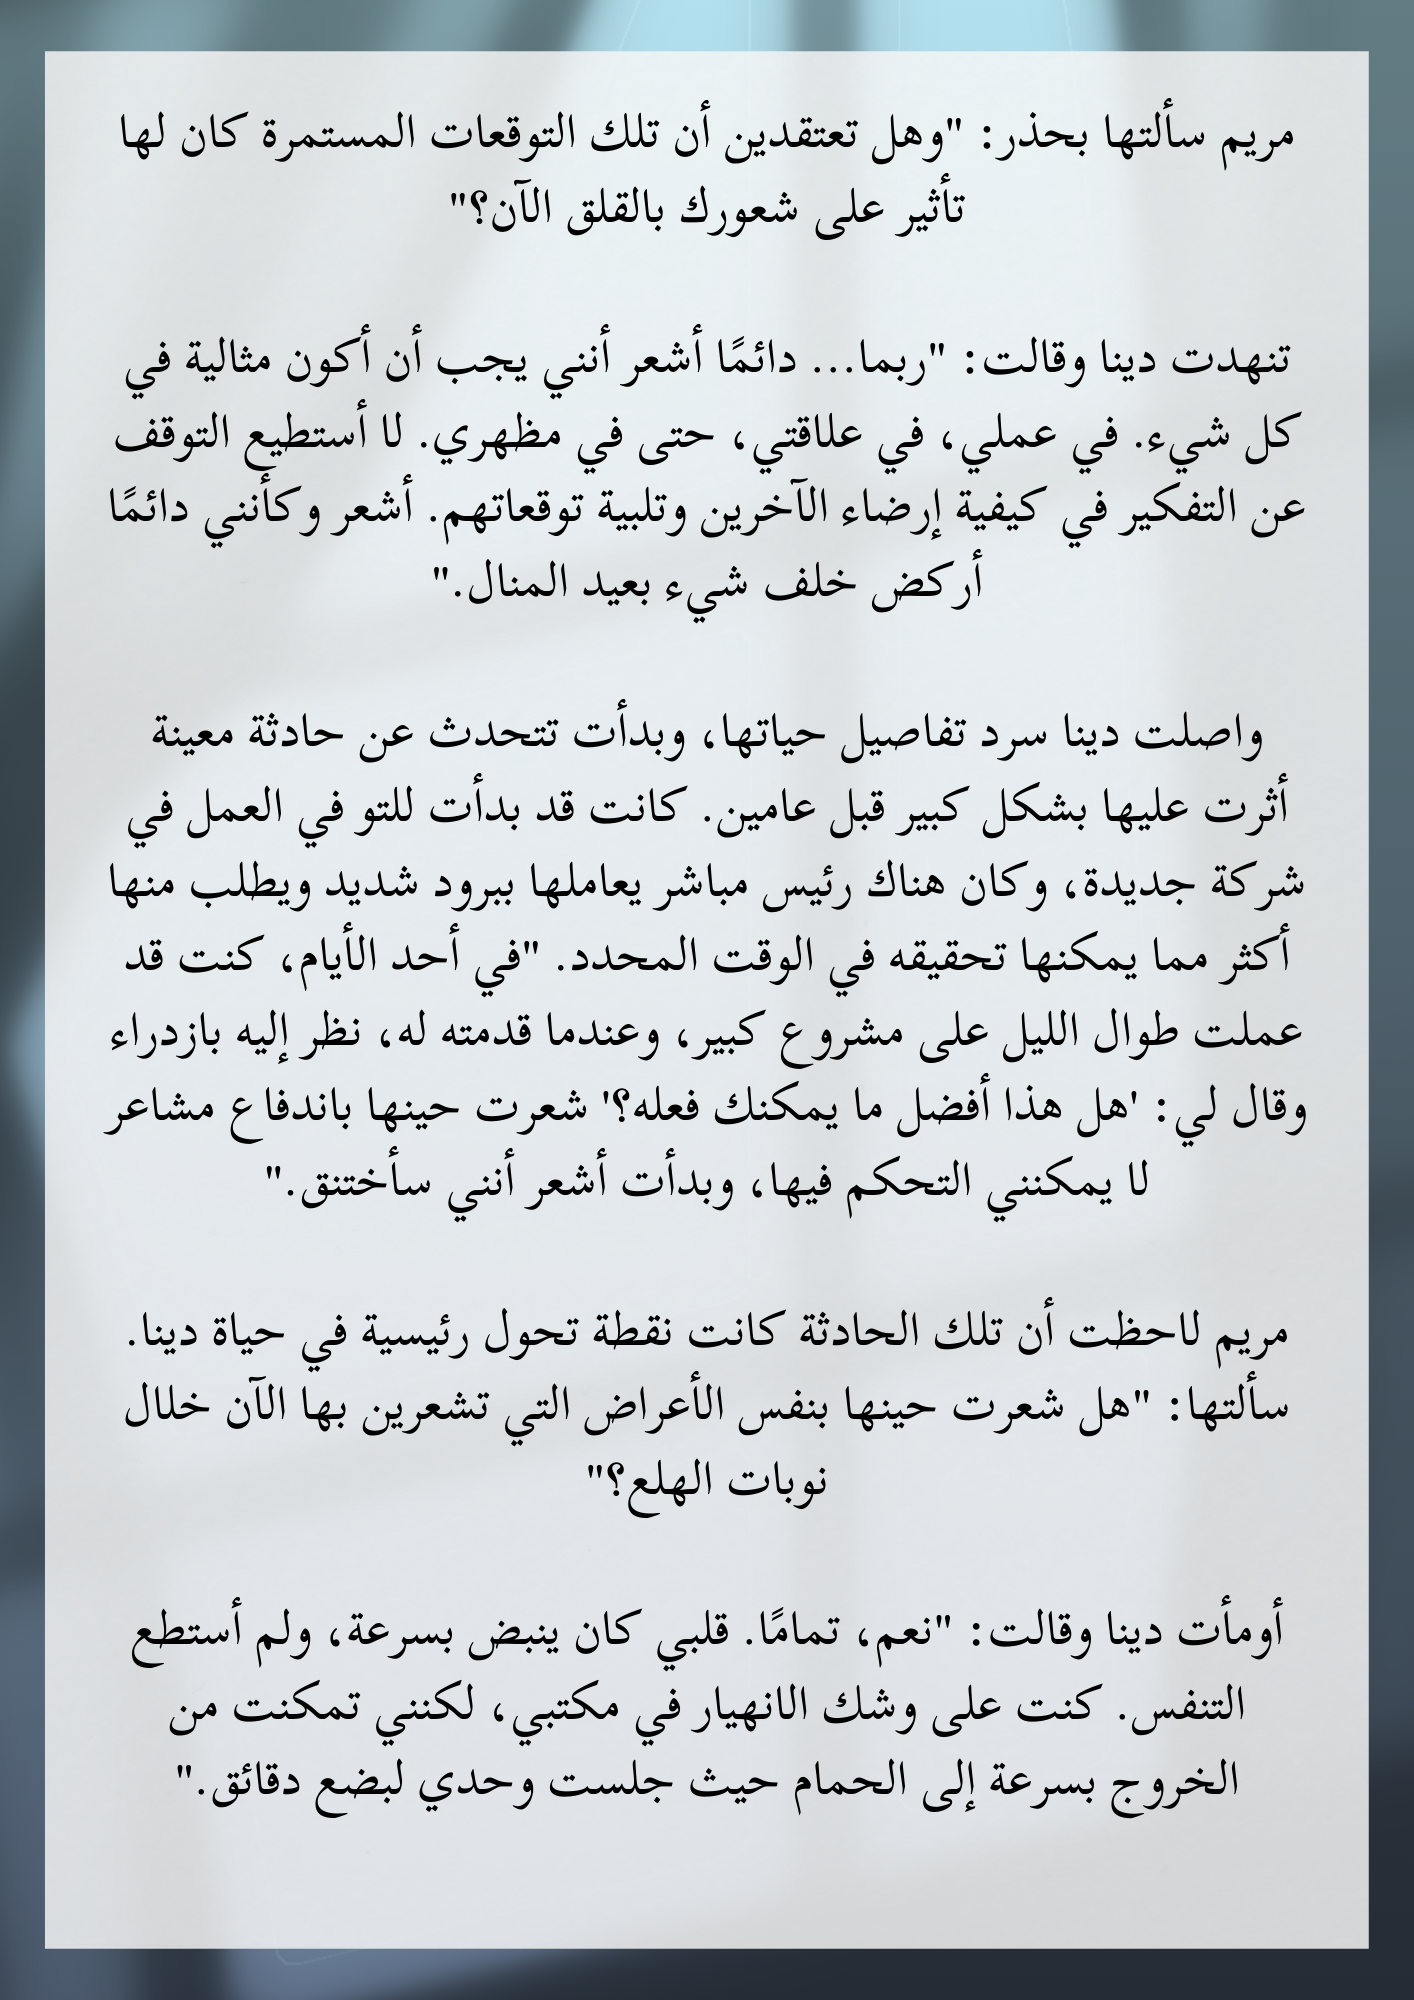 مريم سألتها بحذر: "وهل تعتقدين أن تلك التوقعات المستمرة كان لها
تأثير على شعورك بالقلق الآن؟"
تنهدت دينا وقالت: "ربما... دائمًا أشعر أنني يجب أن أكون مثالية في
كل شيء. في عملي، في علاقتي، حتى في مظهري. لا أستطيع التوقف
عن التفكير في كيفية إرضاء الآخرين وتلبية توقعاتهم. أشعر وكأنني دائمًا
أركض خلف شيء بعيد المنال."
واصلت دينا سرد تفاصيل حياتها، وبدأت تتحدث عن حادثة معينة
أثرت عليها بشكل كبير قبل عامين. كانت قد بدأت للتو في العمل في
شركة جديدة، وكان هناك رئيس مباشر يعاملها ببرود شديد ويطلب منها
أكثر مما يمكنها تحقيقه في الوقت المحدد. "في أحد الأيام، كنت قد
عملت طوال الليل على مشروع كبير، وعندما قدمته له، نظر إليه بازدراء
وقال لي: 'هل هذا أفضل ما يمكنك فعله؟' شعرت حينها باندفاع مشاعر
لا يمكنني التحكم فيها، وبدأت أشعر أنني سأختنق."
مريم لاحظت أن تلك الحادثة كانت نقطة تحول رئيسية في حياة دينا.
سألتها: "هل شعرت حينها بنفس الأعراض التي تشعرين بها الآن خلال
نوبات الهلع؟"
أومأت دينا وقالت: "نعم، تمامًا. قلبي كان ينبض بسرعة، ولم أستطع
التنفس. كنت على وشك الانهيار في مكتبي، لكنني تمكنت من
الخروج بسرعة إلى الحمام حيث جلست وحدي لبضع دقائق."